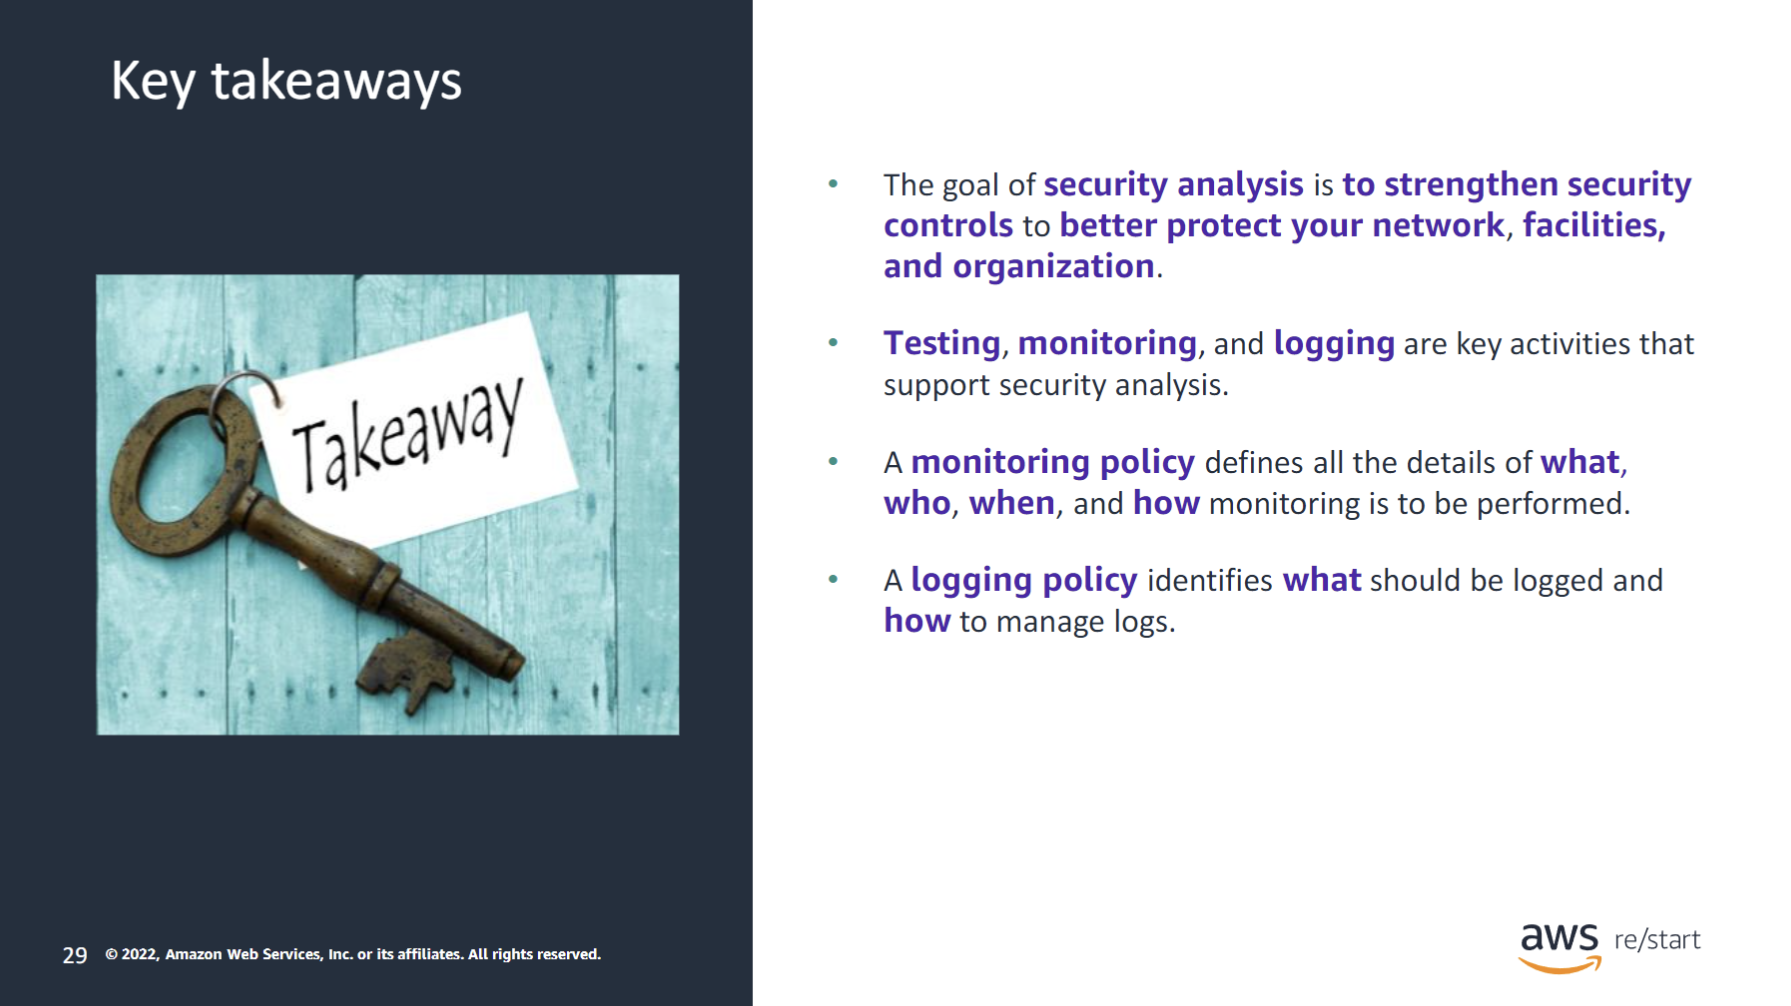 Key takeaways
Takeaway
• The goal of security analysis is to strengthen security
controls to better protect your network, facilities,
and organization.
• Testing, monitoring, and logging are key activities that
support security analysis.
• A monitoring policy defines all the details of what,
who, when, and how monitoring is to be performed.
• A logging policy identifies what should be logged and
how to manage logs.
29 © 2022, Amazon Web Services, Inc. or its affiliates. All rights reserved.
aws re/start